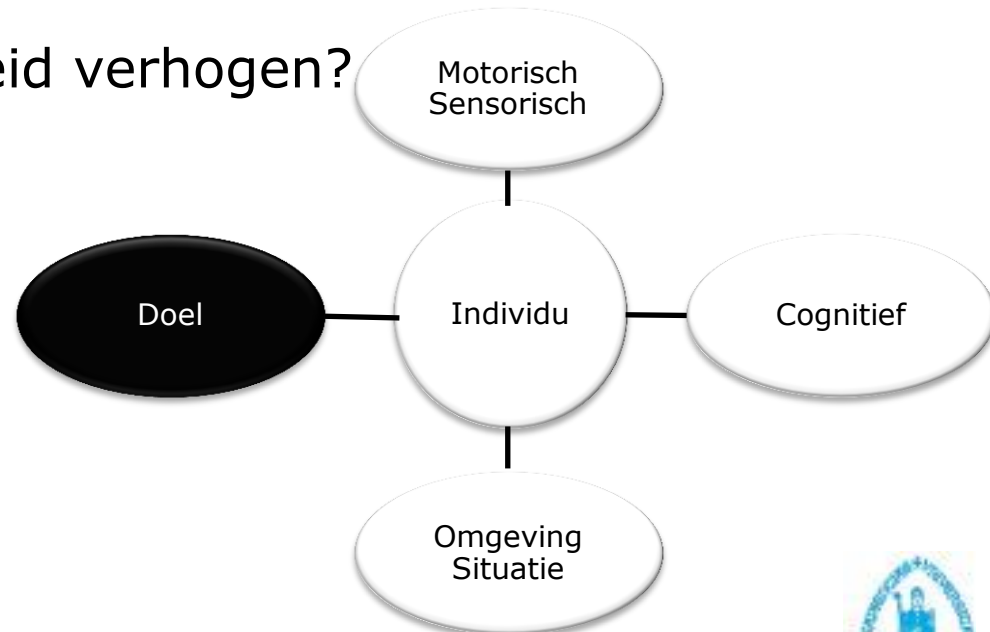 eid verhogen?
Motorisch
Sensorisch
Doel
Individu
Cognitief
Omgeving
Situatie